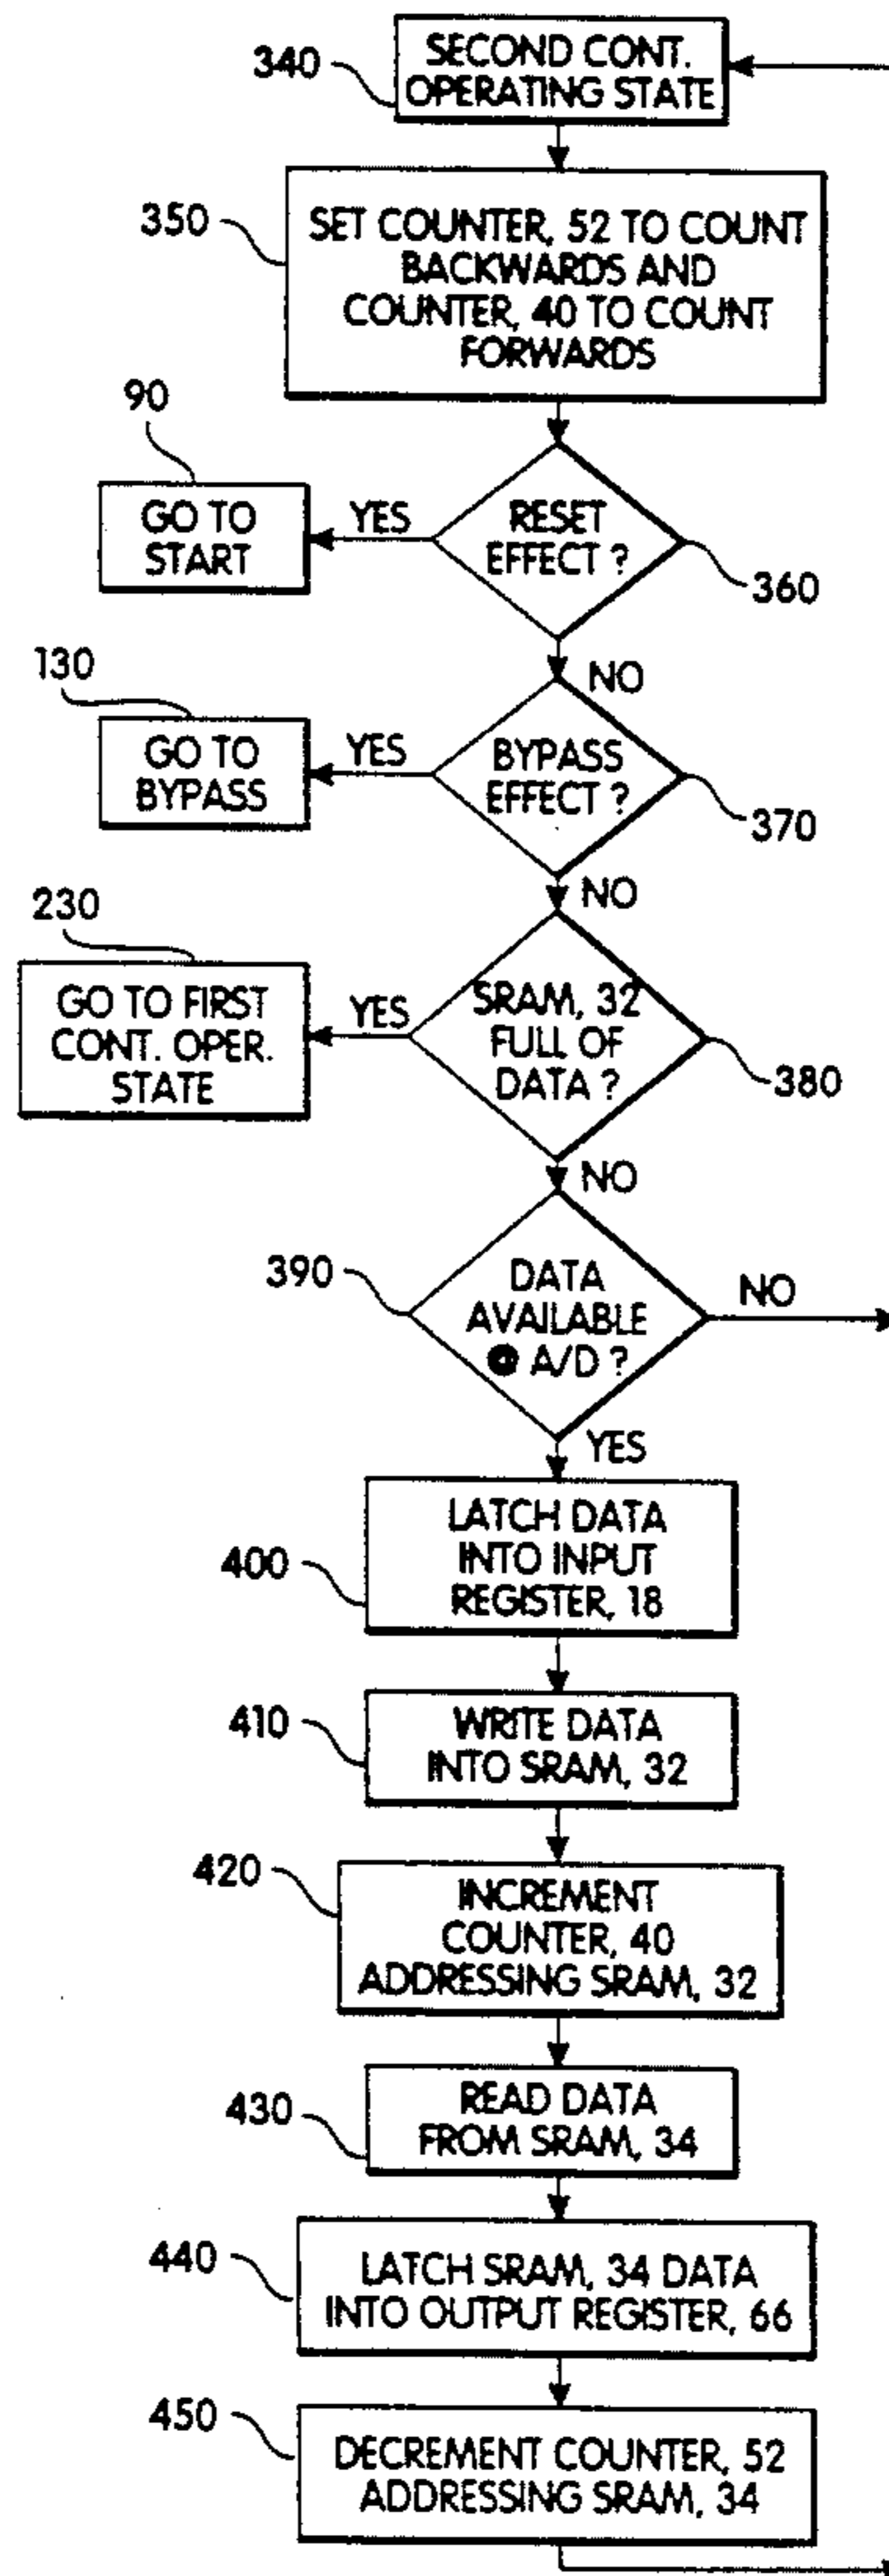 340
SECOND CONT.
OPERATING STATE
350
SET COUNTER, 52 TO COUNT
BACKWARDS AND
COUNTER, 40 TO COUNT
FORWARDS
90
GO TO
START
YES
RESET
EFFECT ?
360
NO
130
GO TO
BYPASS
YES
BYPASS
EFFECT ?
370
NO
230
GO TO FIRST
CONT. OPER.
STATE
YES
SRAM, 32
FULL OF
DATA ?
380
NO
390
DATA
AVAILABLE
@ A/D ?
NO
YES
400
LATCH DATA
INTO INPUT
REGISTER, 18
410
WRITE DATA
INTO SRAM, 32
420
INCREMENT
COUNTER, 40
ADDRESSING SRAM, 32
430
READ DATA
FROM SRAM, 34
440
LATCH SRAM, 34 DATA
INTO OUTPUT REGISTER, 66
450
DECREMENT COUNTER, 52
ADDRESSING SRAM, 34